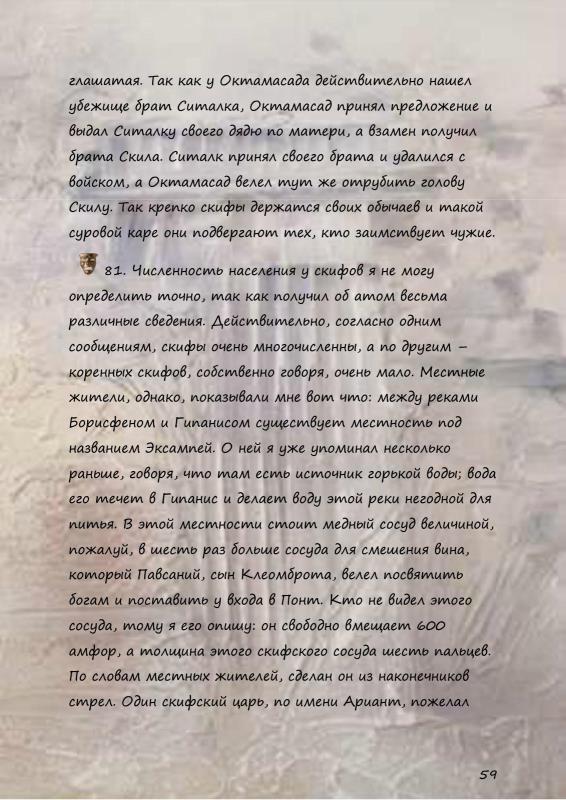 глашатая. Так как у Октамасада действительно нашел
убежище брат Ситалка, Октамасад принял предложение и
выдал Ситалку своего дядю по матери, а взамен получил
брата Скила. Ситалк принял своего брата и удалился с
войском, а Октамасад велел тут же отрубить голову
Скилу. Так крепко скифы держатся своих обычаев и такой
суровой каре они подвергают тех, кто заимствует чужие.
81. Численность населения у скифов я не могу
определить точно, так как получил об атом весьма
различные сведения. Действительно, согласно одним
сообщениям, скифы очень многочисленны, а по другим –
коренных скифов, собственно говоря, очень мало. Местные
жители, однако, показывали мне вот что: между реками
Борисфеном и Гипанисом существует местность под
названием Эксампей. О ней я уже упоминал несколько
раньше, говоря, что там есть источник горькой воды; вода
его течет в Гипанис и делает воду этой реки негодной для
питья. В этой местности стоит медный сосуд величиной,
пожалуй, в шесть раз больше сосуда для смешения вина,
который Павсаний, сын Клеомброта, велел посвятить
богам и поставить у входа в Понт. Кто не видел этого
сосуда, тому я его опишу: он свободно вмещает 600
амфор, а толщина этого скифского сосуда шесть пальцев.
По словам местных жителей, сделан он из наконечников
стрел. Один скифский царь, по имени Ариант, пожелал
59